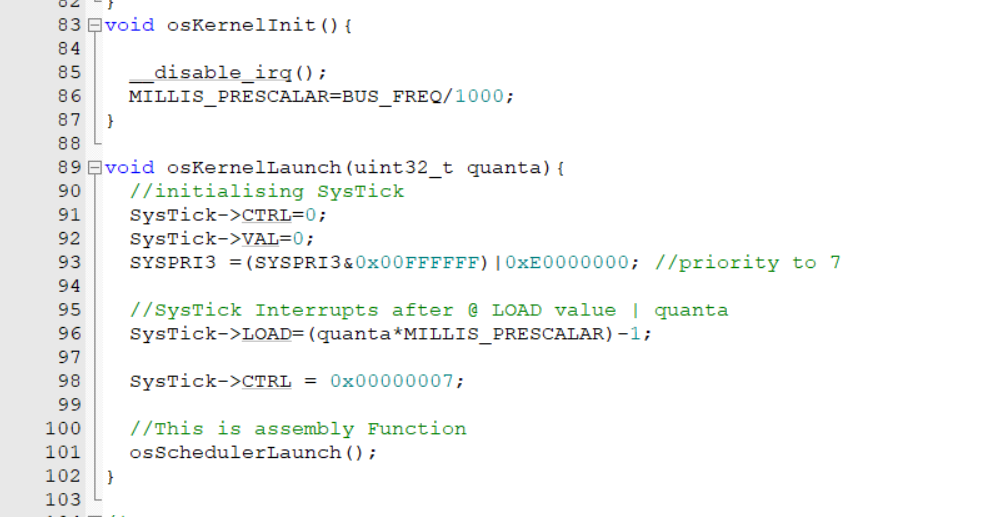 82 }
83 void osKernelInit(){
84
85 __disable_irq();
86 MILLIS_PRESCALAR=BUS_FREQ/1000;
87 }
88
89 void osKernelLaunch(uint32_t quanta){
90 //initialising SysTick
91 SysTick->CTRL=0;
92 SysTick->VAL=0;
93 SYSPRI3 =(SYSPRI3&0x00FFFFFF)|0xE0000000; //priority to 7
94
95 //SysTick Interrupts after @ LOAD value | quanta
96 SysTick->LOAD=(quanta*MILLIS_PRESCALAR)-1;
97
98 SysTick->CTRL = 0x00000007;
99
100 //This is assembly Function
101 osSchedulerLaunch();
102 }
103